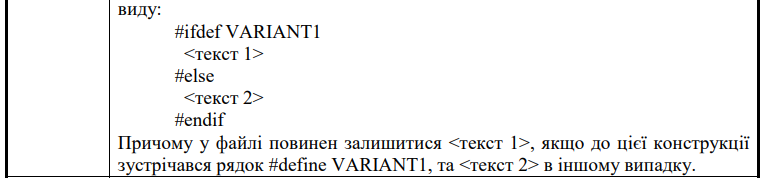 виду:
#ifdef VARIANT1
<текст 1>
#else
<текст 2>
#endif
Причому у файлі повинен залишитися <текст 1>, якщо до цієї конструкції
зустрічався рядок #define VARIANT1, та <текст 2> в іншому випадку.